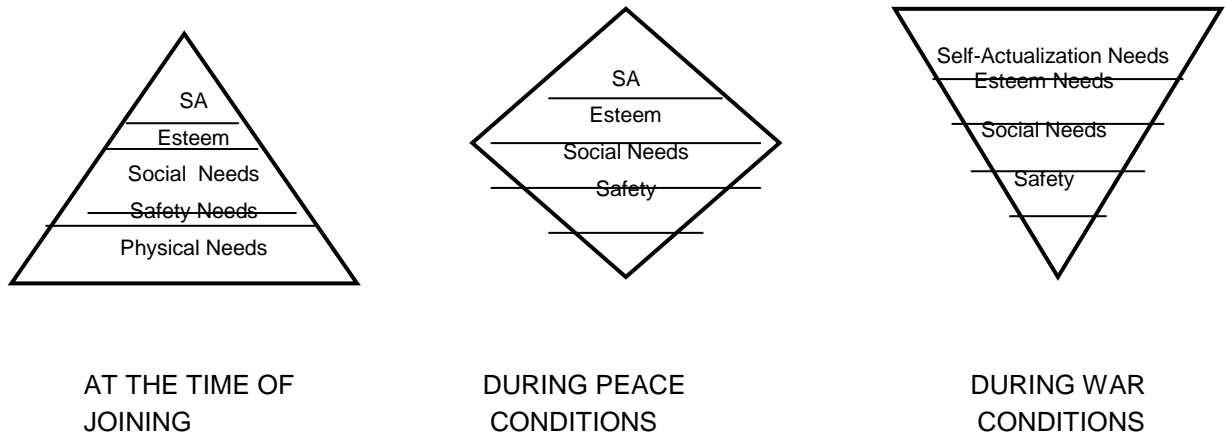 SA
Esteem
Social Needs
Safety Needs
Physical Needs
SA
Esteem
Social Needs
Safety
Self-Actualization Needs
Esteem Needs
Social Needs
Safety
AT THE TIME OF
JOINING
DURING PEACE
CONDITIONS
DURING WAR
CONDITIONS